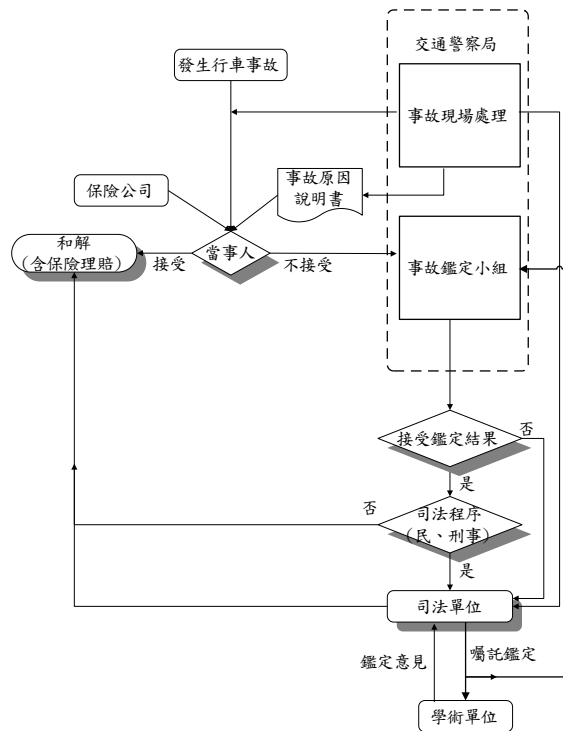 交通警察局
發生行車事故
事故現場處理
保險公司
事故原因
說明書
和解
(含保險理賠)
接受
當事人
不接受
事故鑑定小組
接受鑑定結果
否
是
否
司法程序
(民、刑事)
是
司法單位
鑑定意見
囑託鑑定
學術單位